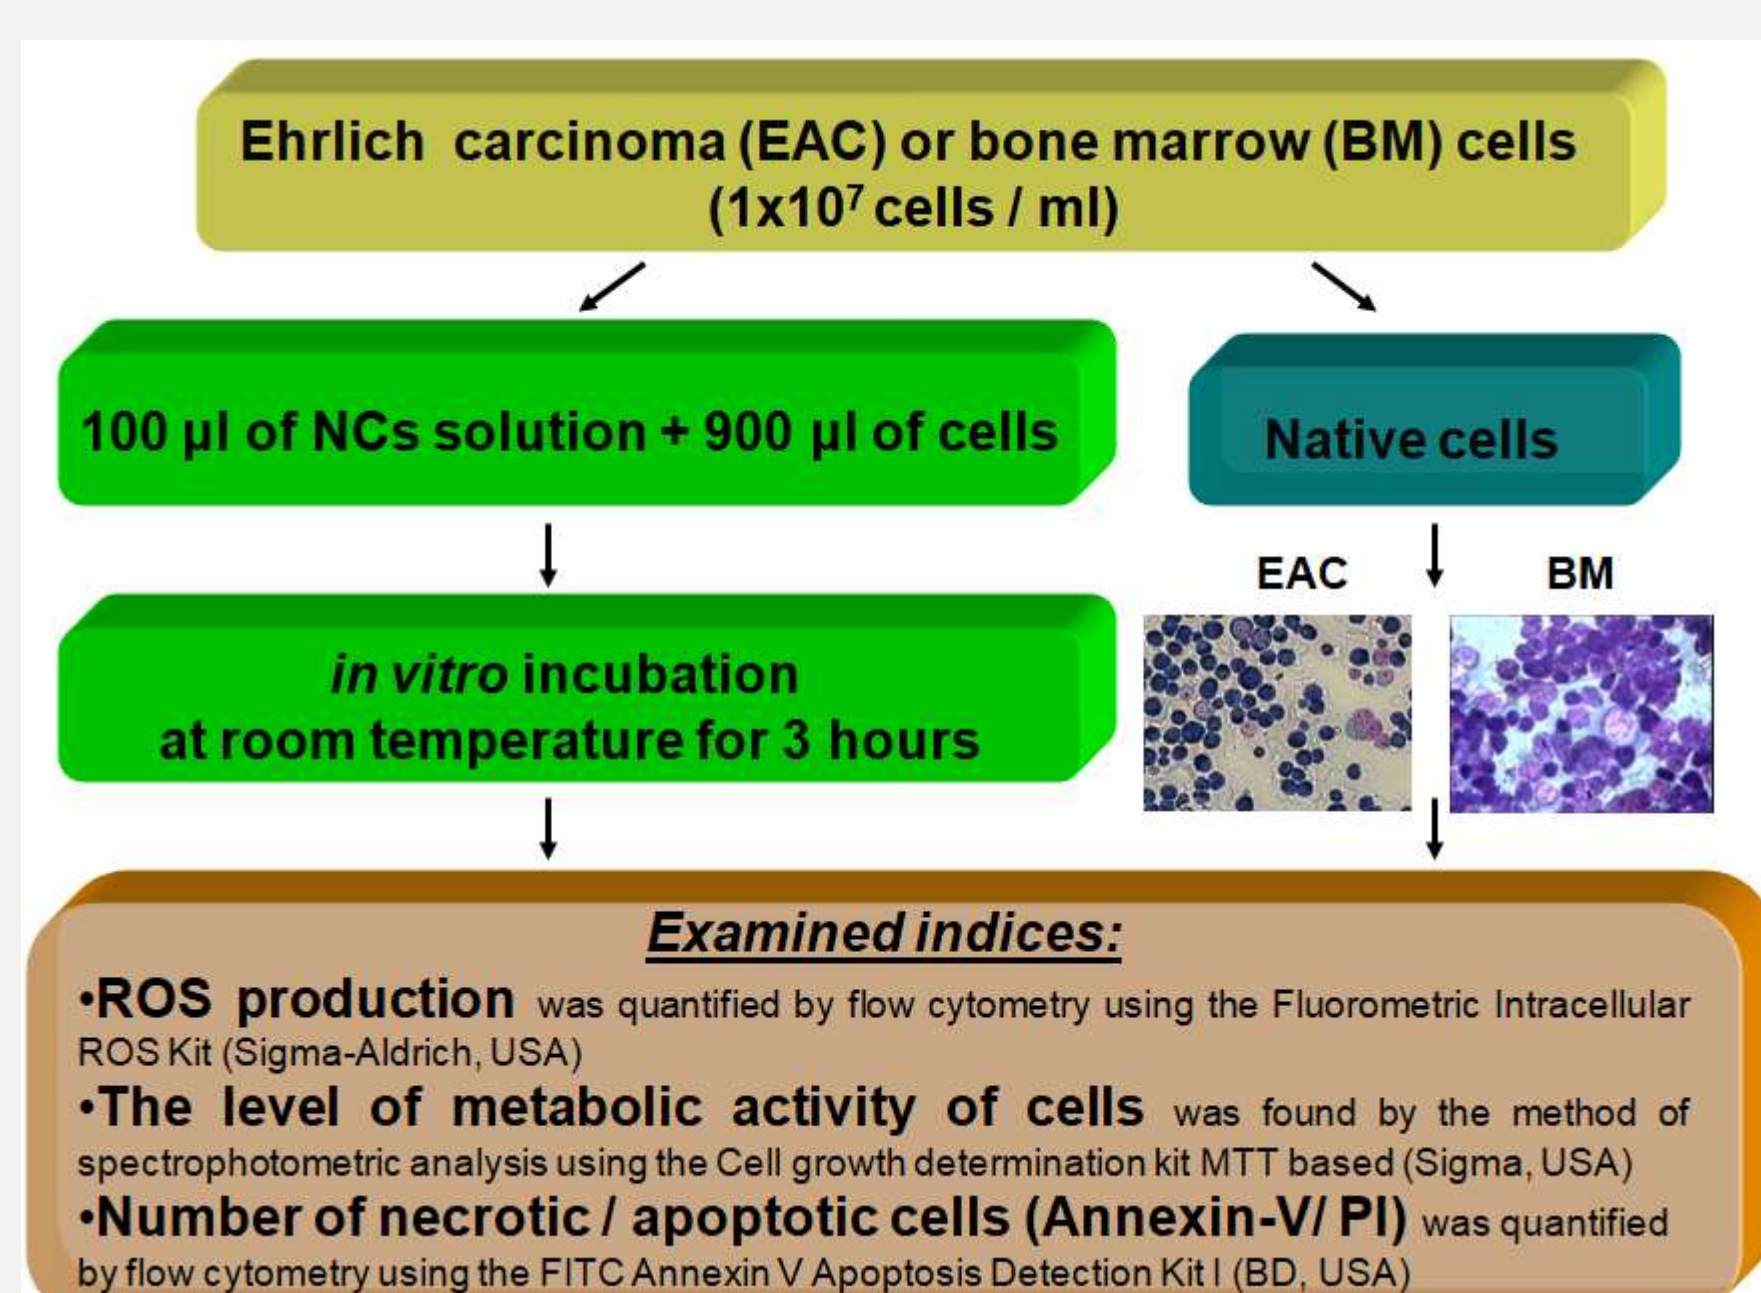 Ehrlich carcinoma (EAC) or bone marrow (BM) cells
(1x10⁷ cells / ml)
100 µl of NCs solution + 900 µl of cells
Native cells
in vitro incubation
at room temperature for 3 hours
EAC
BM
Examined indices:
•ROS production was quantified by flow cytometry using the Fluorometric Intracellular
ROS Kit (Sigma-Aldrich, USA)
•The level of metabolic activity of cells was found by the method of
spectrophotometric analysis using the Cell growth determination kit MTT based (Sigma, USA)
•Number of necrotic / apoptotic cells (Annexin-V/ PI) was quantified
by flow cytometry using the FITC Annexin V Apoptosis Detection Kit I (BD, USA)